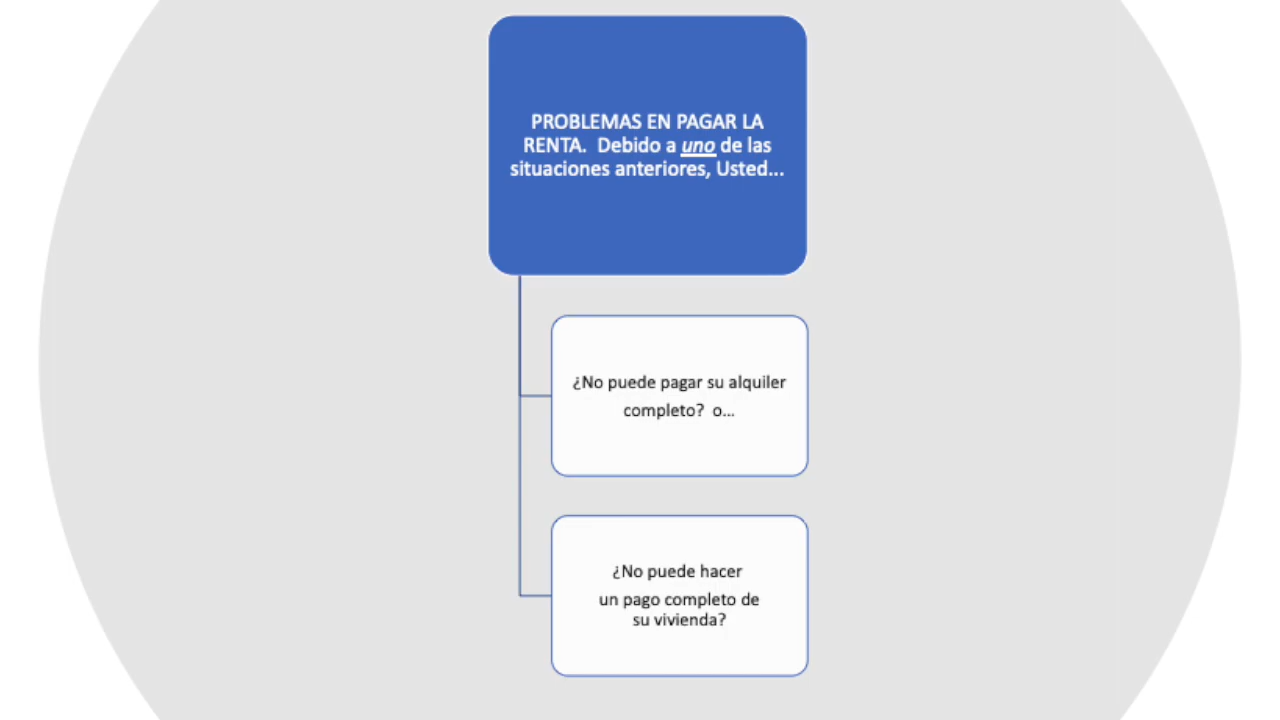 PROBLEMAS EN PAGAR LA
RENTA.  Debido a uno de las
situaciones anteriores, Usted...
¿No puede pagar su alquiler
completo?  o...
¿No puede hacer
un pago completo de
su vivienda?